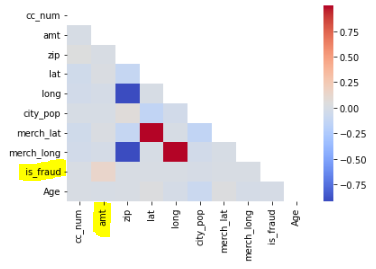 cc_num
amt
zip
lat
long
city_pop
merch_lat
merch_long
is_fraud
Age
cc_num
amt
zip
lat
long
city_pop
merch_lat
merch_long
is_fraud
Age
0.75
0.50
0.25
0.00
-0.25
-0.50
-0.75